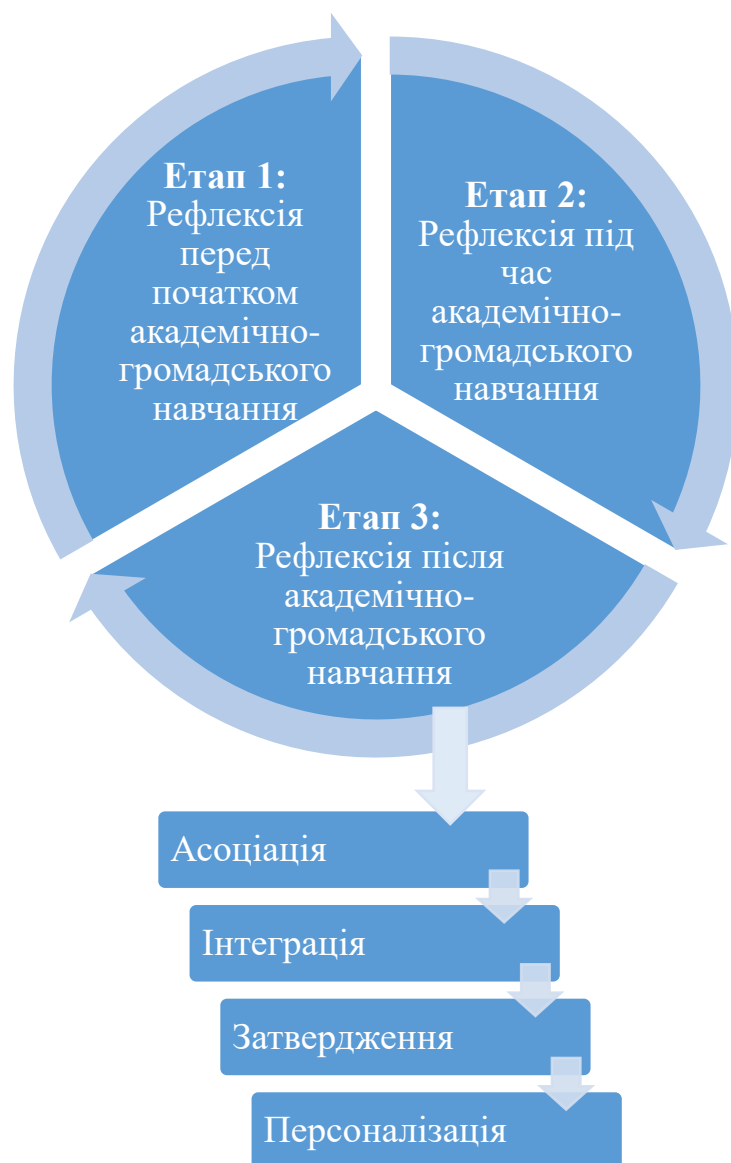 Етап 1:
Рефлексія
перед
початком
академічно-
громадського
навчання
Етап 2:
Рефлексія під
час
академічно-
громадського
навчання
Етап 3:
Рефлексія після
академічно-
громадського
навчання
Асоціація
Інтеграція
Затвердження
Персоналізація